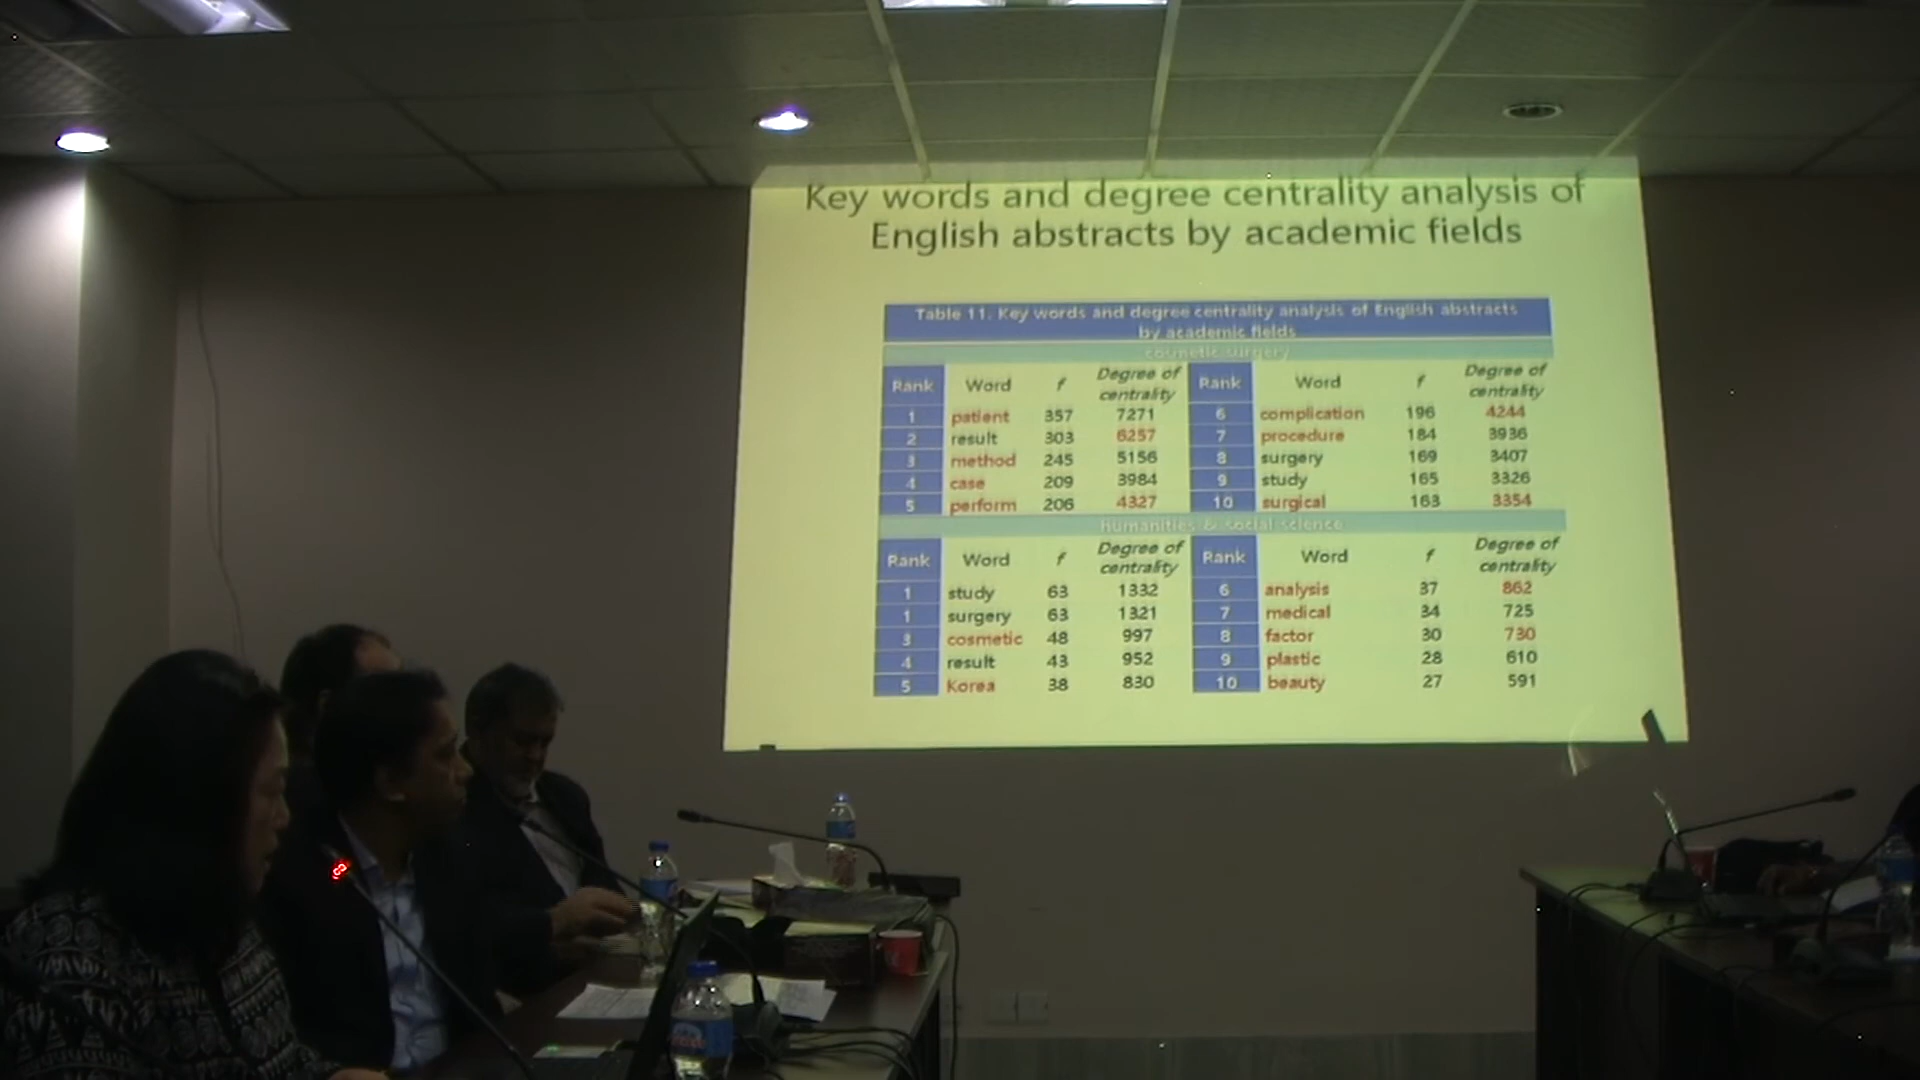 Key words and degree centrality analysis of
English abstracts by academic fields
Table 11. Key words and degree centrality analysis of English abstracts
by academic fields
cosmetic surgery
Rank Word f Degree of centrality Rank Word f Degree of centrality
1 patient 357 7271 6 complication 196 4244
2 result 303 6257 7 procedure 184 3936
3 method 245 5156 8 surgery 169 3407
4 case 209 3984 9 study 165 3326
5 perform 206 4327 10 surgical 163 3354
humanities & social science
Rank Word f Degree of centrality Rank Word f Degree of centrality
1 study 63 1332 6 analysis 37 862
1 surgery 63 1321 7 medical 34 725
3 cosmetic 48 997 8 factor 30 730
4 result 43 952 9 plastic 28 610
5 Korea 38 830 10 beauty 27 591